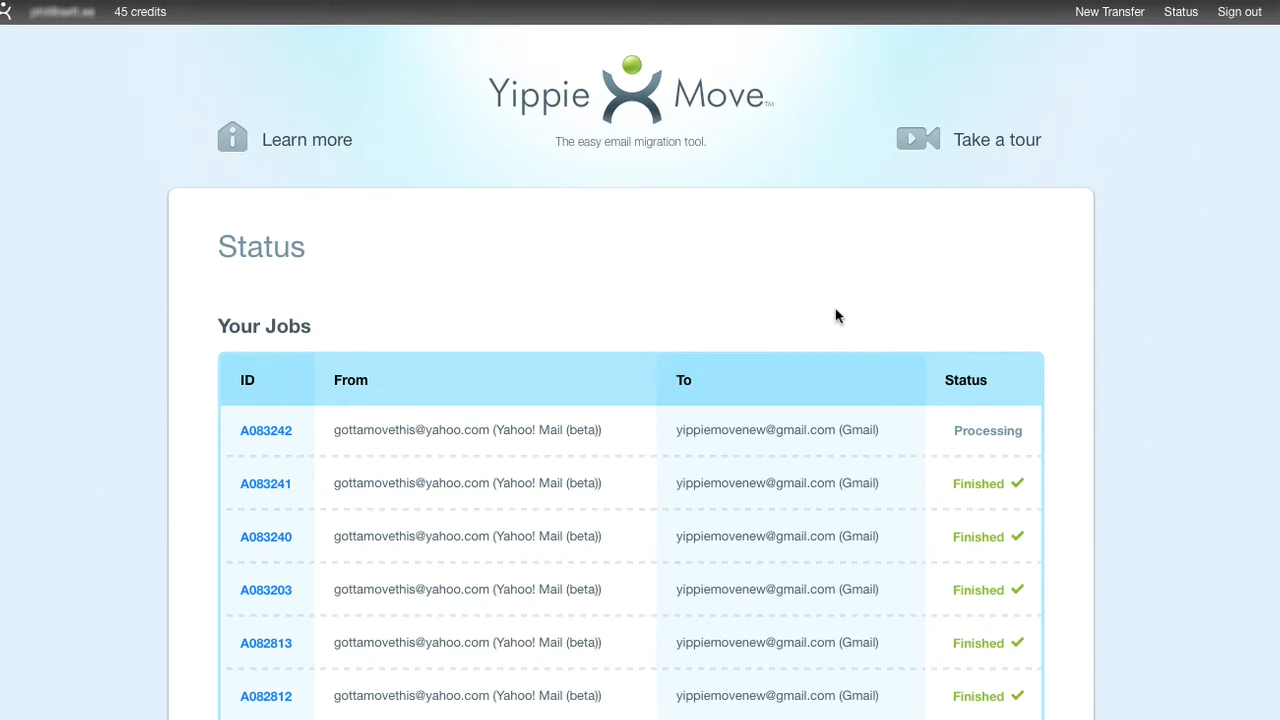 45 credits New Transfer Status Sign out
Yippie Move™
The easy email migration tool.
Learn more
Take a tour
Status
Your Jobs
ID From To Status
A083242 gottamovethis@yahoo.com (Yahoo! Mail (beta)) yippiemovenew@gmail.com (Gmail) Processing
A083241 gottamovethis@yahoo.com (Yahoo! Mail (beta)) yippiemovenew@gmail.com (Gmail) Finished
A083240 gottamovethis@yahoo.com (Yahoo! Mail (beta)) yippiemovenew@gmail.com (Gmail) Finished
A083203 gottamovethis@yahoo.com (Yahoo! Mail (beta)) yippiemovenew@gmail.com (Gmail) Finished
A082813 gottamovethis@yahoo.com (Yahoo! Mail (beta)) yippiemovenew@gmail.com (Gmail) Finished
A082812 gottamovethis@yahoo.com (Yahoo! Mail (beta)) yippiemovenew@gmail.com (Gmail) Finished